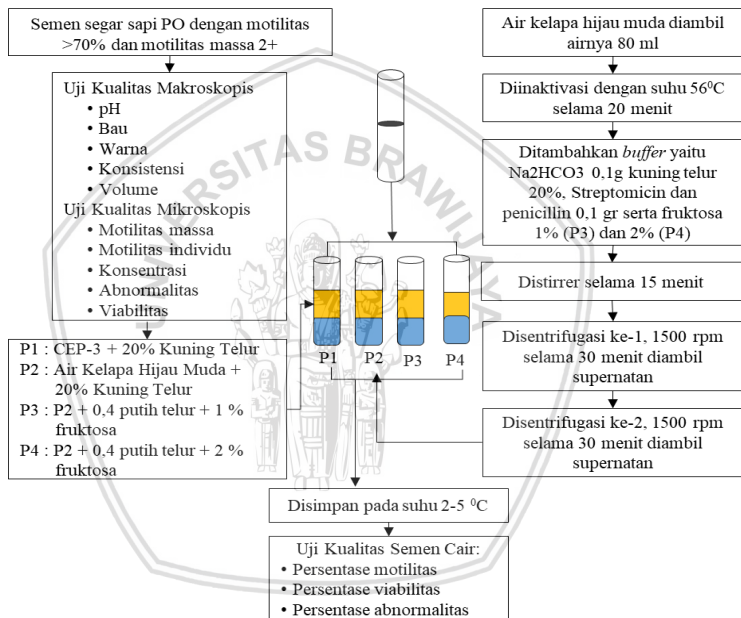 Semen segar sapi PO dengan motilitas
>70% dan motilitas massa 2+
Uji Kualitas Makroskopis
• pH
• Bau
• Warna
• Konsistensi
• Volume
Uji Kualitas Mikroskopis
• Motilitas massa
• Motilitas individu
• Konsentrasi
• Abnormalitas
• Viabilitas
P1 : CEP-3 + 20% Kuning Telur
P2 : Air Kelapa Hijau Muda +
20% Kuning Telur
P3 : P2 + 0,4 putih telur + 1 %
fruktosa
P4 : P2 + 0,4 putih telur + 2 %
fruktosa
UNIVERSITAS BRAWIJAYA
P1 P2 P3 P4
Air kelapa hijau muda diambil
airnya 80 ml
Diinaktivasi dengan suhu 56⁰C
selama 20 menit
Ditambahkan buffer yaitu
Na2HCO3 0,1g kuning telur
20%, Streptomicin dan
penicillin 0,1 gr serta fruktosa
1% (P3) dan 2% (P4)
Distirrer selama 15 menit
Disentrifugasi ke-1, 1500 rpm
selama 30 menit diambil
supernatan
Disentrifugasi ke-2, 1500 rpm
selama 30 menit diambil
supernatan
Disimpan pada suhu 2-5 ⁰C
Uji Kualitas Semen Cair:
• Persentase motilitas
• Persentase viabilitas
• Persentase abnormalitas